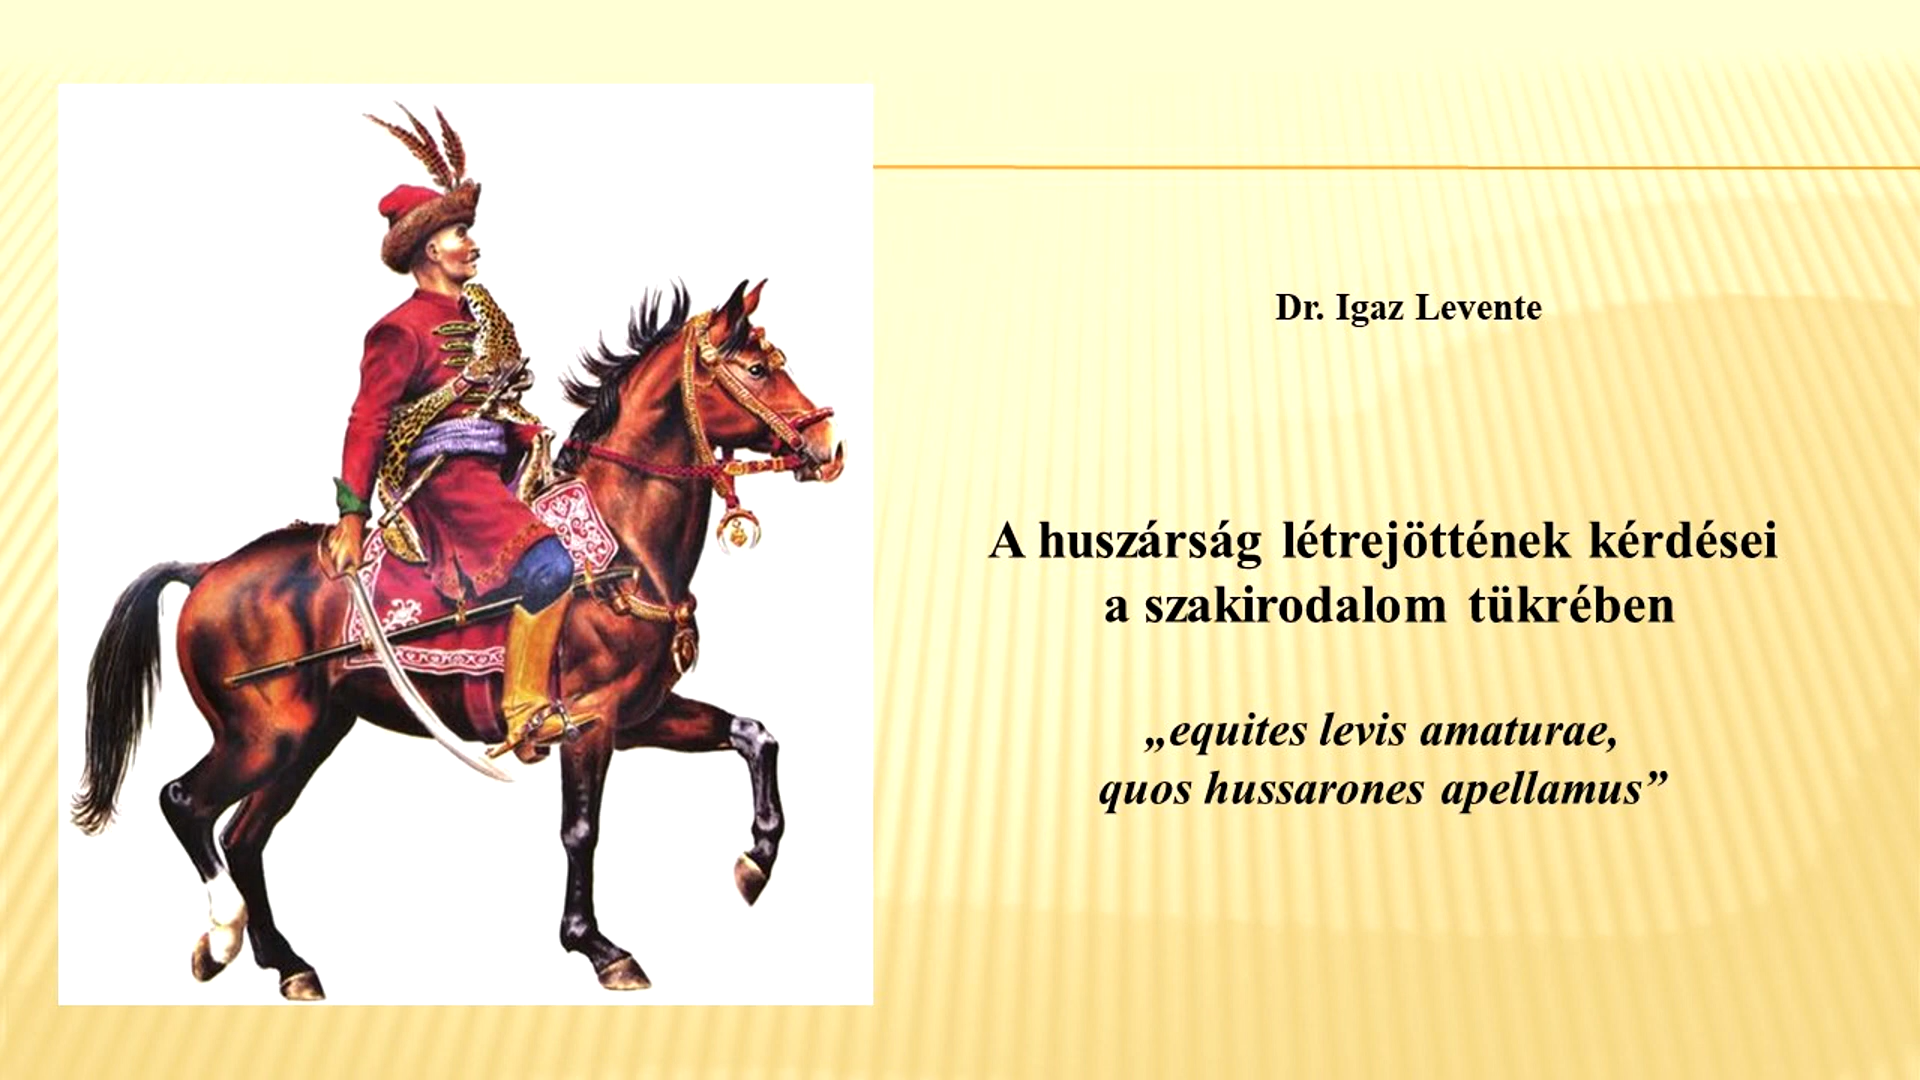 Dr. Igaz Levente
A huszárság létrejöttének kérdései
a szakirodalom tükrében
„equites levis amaturae,
quos hussarones apellamus”